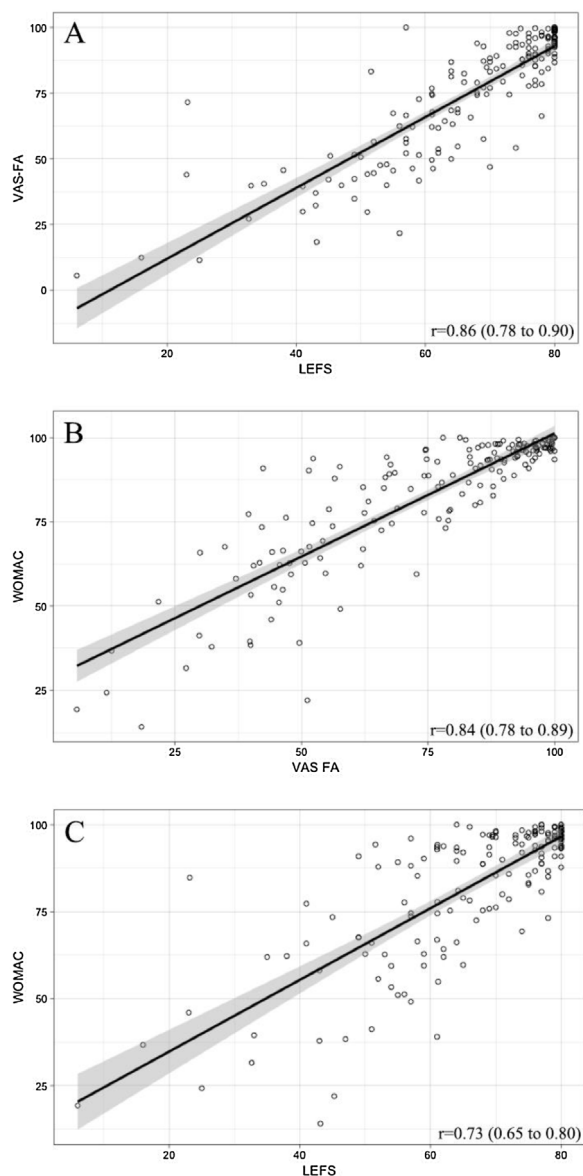 A
100
75
50
25
0
VAS-FA
20
40
60
80
r=0.86 (0.78 to 0.90)
LEFS
B
100
75
50
25
WOMAC
r=0.84 (0.78 to 0.89)
25
50
75
100
VAS FA
C
100
75
50
25
WOMAC
r=0.73 (0.65 to 0.80)
20
40
60
80
LEFS